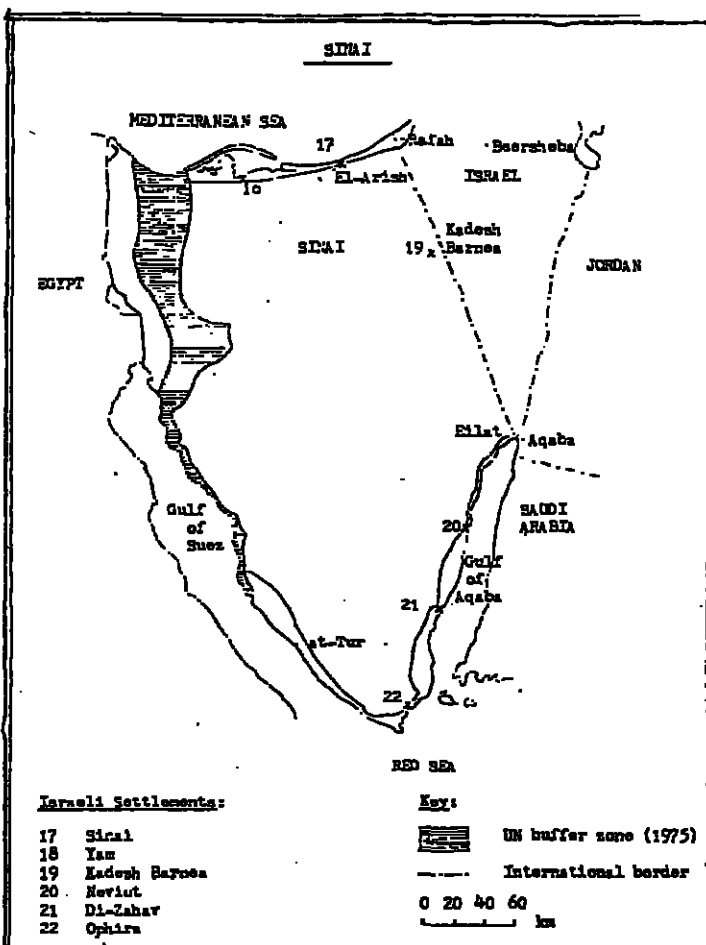 SINAI
MEDITERRANEAN SEA
17
Rafah
Beersheba
El-Arish
ISRAEL
SINAI
19 x
Kadesh
Barnea
EGYPT
JORDAN
Eilat
Aqaba
Gulf
of
Suez
20
SAUDI
ARABIA
Gulf
of
Aqaba
21
at-Tur
22
RED SEA
Israeli Settlements:
17 Sinai
18 Yam
19 Kadesh Barnea
20 Neviut
21 Di-Zahav
22 Ophira
Key:
UN buffer zone (1975)
International border
0 20 40 60
km